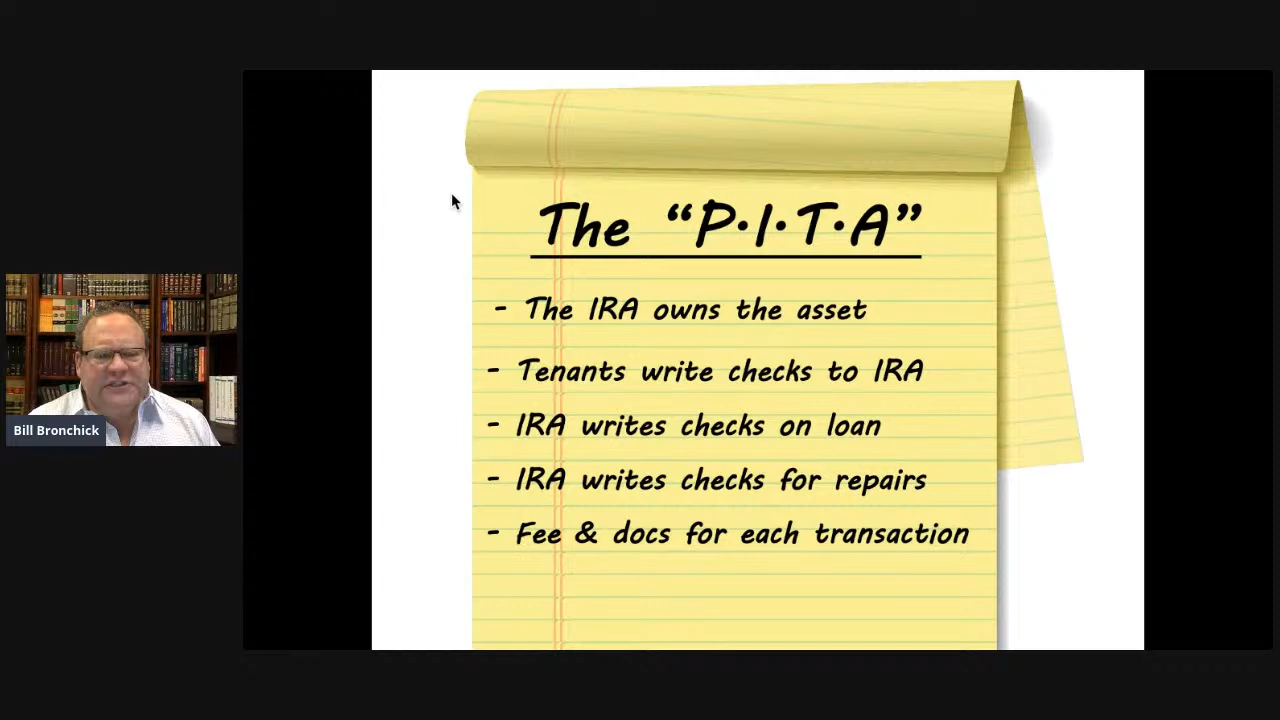 The “P·I·T·A”
- The IRA owns the asset
- Tenants write checks to IRA
- IRA writes checks on loan
- IRA writes checks for repairs
- Fee & docs for each transaction
Bill Bronchick